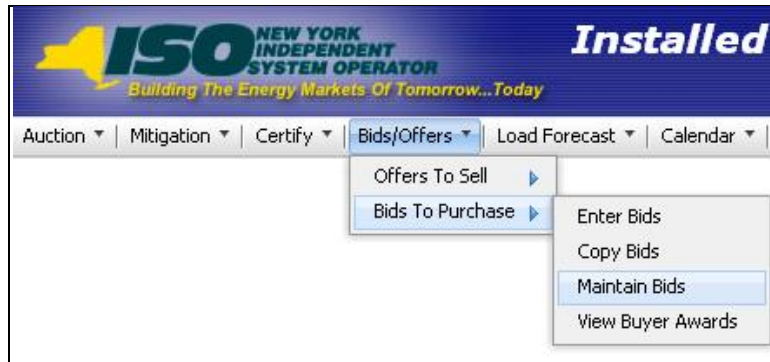 ISO NEW YORK
INDEPENDENT
SYSTEM OPERATOR
Building The Energy Markets Of Tomorrow...Today
Installed
Auction | Mitigation | Certify | Bids/Offers | Load Forecast | Calendar |
Offers To Sell
Bids To Purchase
Enter Bids
Copy Bids
Maintain Bids
View Buyer Awards